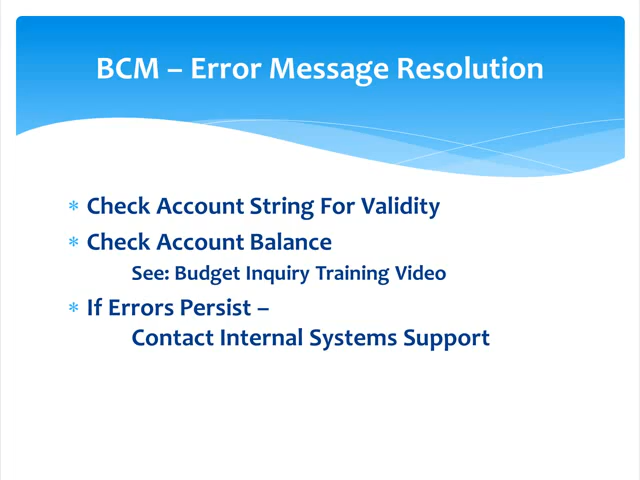 BCM – Error Message Resolution
* Check Account String For Validity
* Check Account Balance
See: Budget Inquiry Training Video
* If Errors Persist –
Contact Internal Systems Support